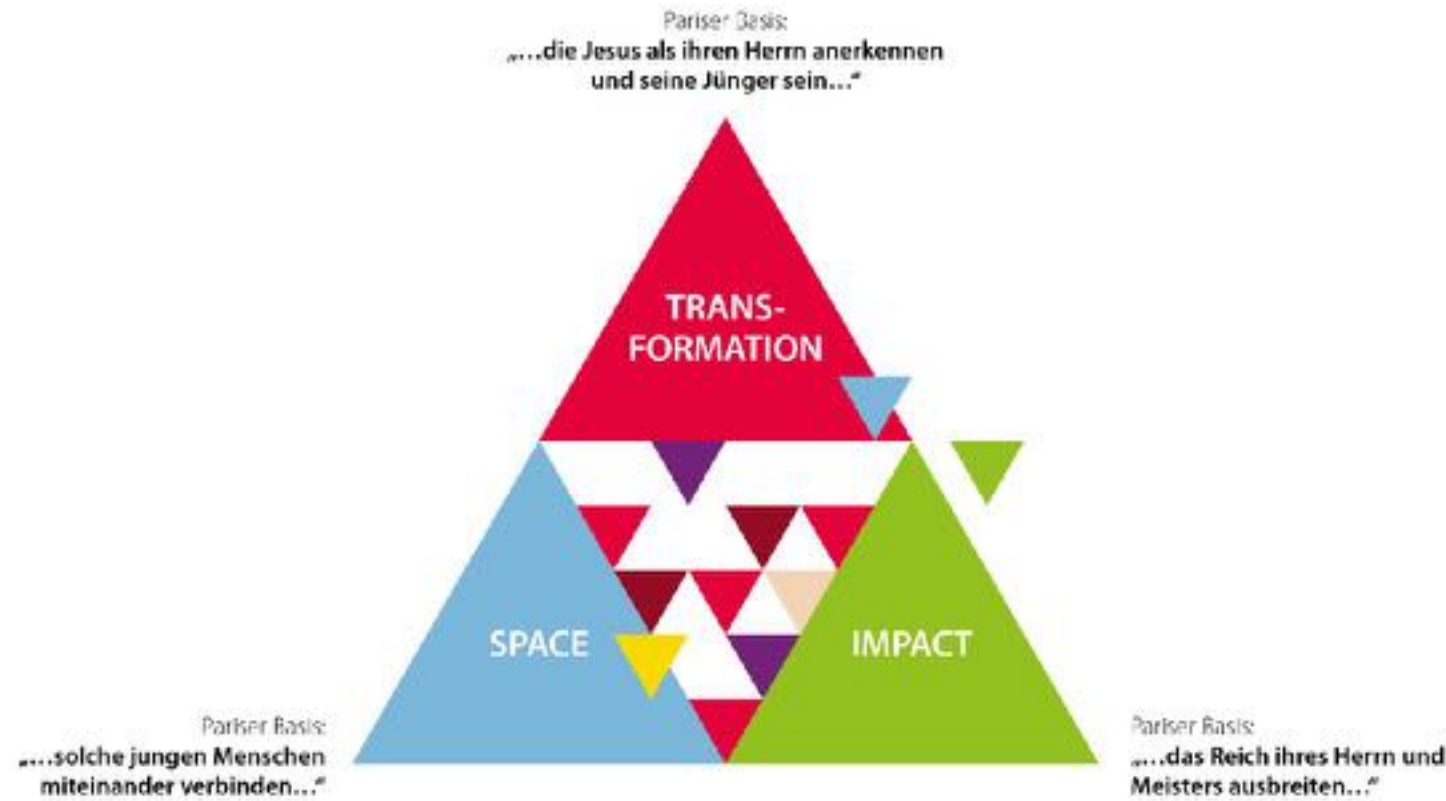 Pariser Basis:
„…die Jesus als ihren Herrn anerkennen
und seine Jünger sein…“
TRANS-
FORMATION
SPACE
IMPACT
Pariser Basis:
„…solche jungen Menschen
miteinander verbinden…“
Pariser Basis:
„…das Reich ihres Herrn und
Meisters ausbreiten…“